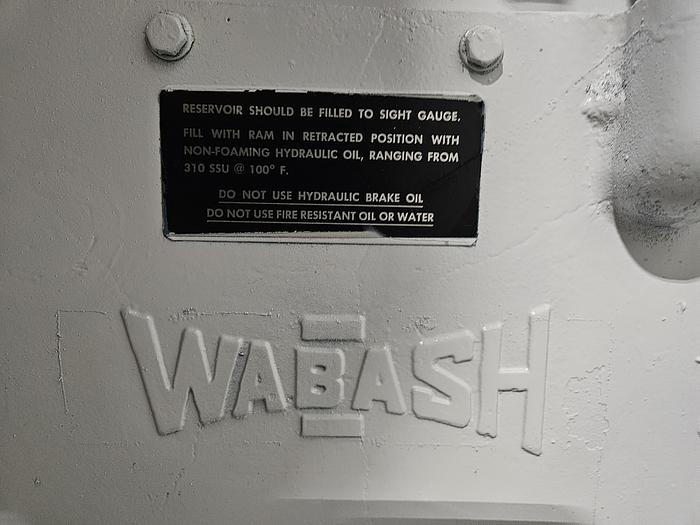 RESERVOIR SHOULD BE FILLED TO SIGHT GAUGE.
FILL WITH RAM IN RETRACTED POSITION WITH
NON-FOAMING HYDRAULIC OIL, RANGING FROM
310 SSU @ 100° F.
DO NOT USE HYDRAULIC BRAKE OIL
DO NOT USE FIRE RESISTANT OIL OR WATER
WABASH